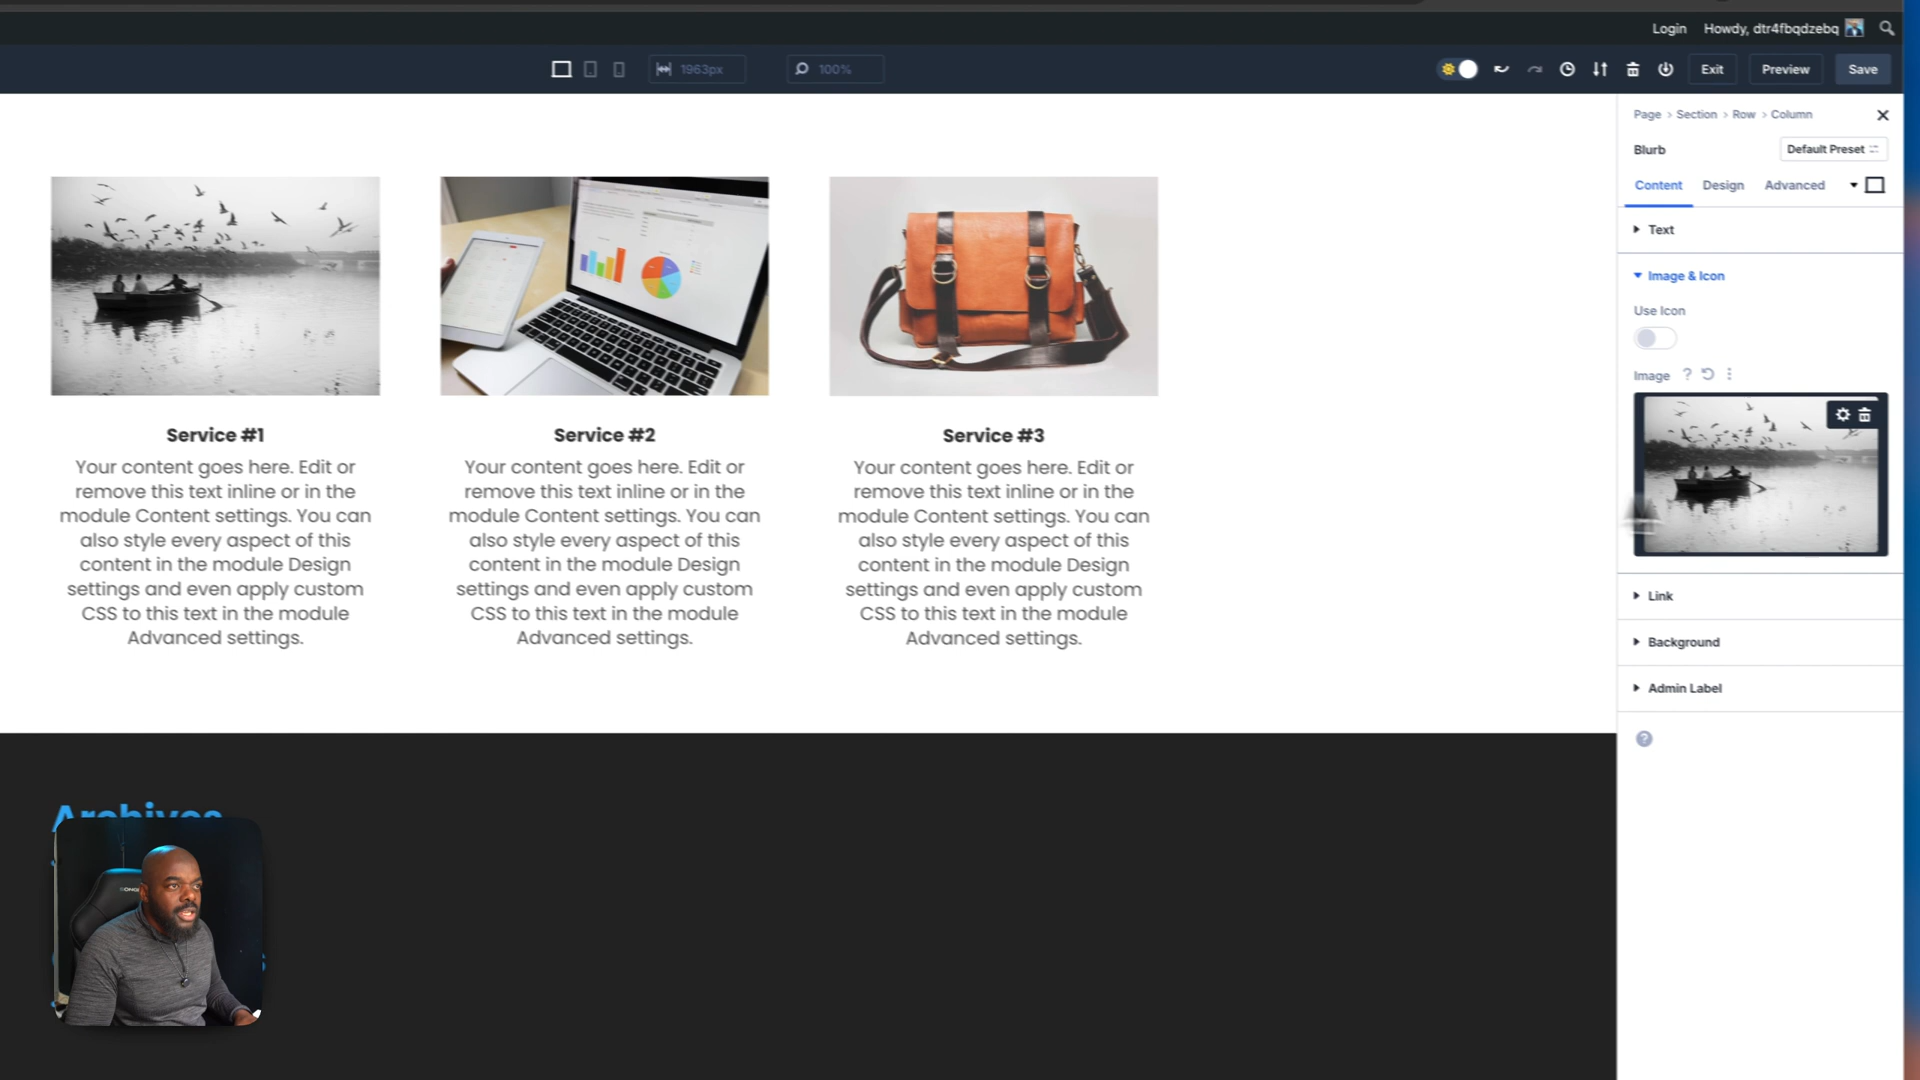 Login Howdy, dtr4fbqdzebq
1963px 100% Exit Preview Save
Page > Section > Row > Column
Blurb Default Preset
Content Design Advanced
Text
Image & Icon
Use Icon
Image ?
Link
Background
Admin Label
?
Service #1
Your content goes here. Edit or
remove this text inline or in the
module Content settings. You can
also style every aspect of this
content in the module Design
settings and even apply custom
CSS to this text in the module
Advanced settings.
Service #2
Your content goes here. Edit or
remove this text inline or in the
module Content settings. You can
also style every aspect of this
content in the module Design
settings and even apply custom
CSS to this text in the module
Advanced settings.
Service #3
Your content goes here. Edit or
remove this text inline or in the
module Content settings. You can
also style every aspect of this
content in the module Design
settings and even apply custom
CSS to this text in the module
Advanced settings.
Archives